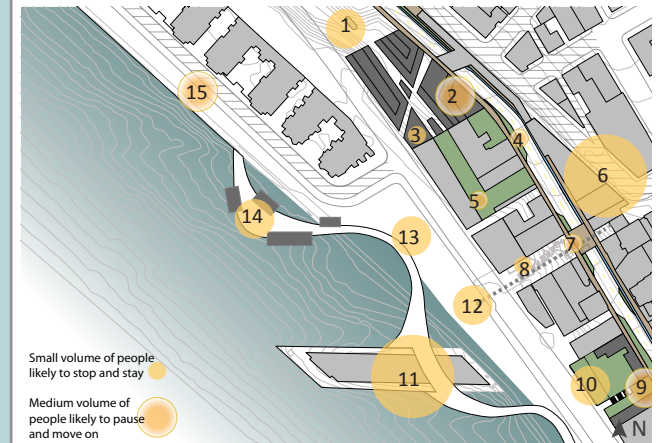 1
15
2
3
4
6
5
14
13
7
8
12
11
10
9
Small volume of people
likely to stop and stay
Medium volume of
people likely to pause
and move on
N